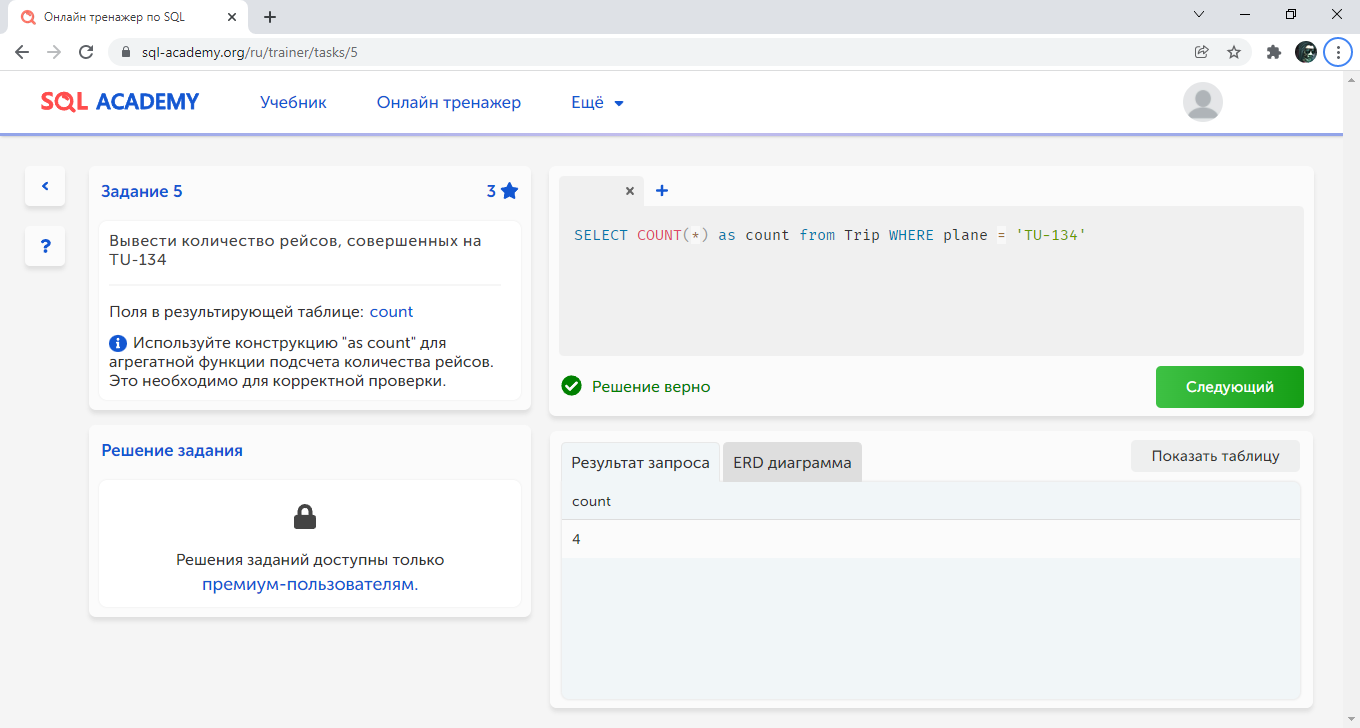 Онлайн тренажер по SQL
sql-academy.org/ru/trainer/tasks/5
SQL ACADEMY
Учебник
Онлайн тренажер
Ещё
Задание 5
3
Вывести количество рейсов, совершенных на
TU-134
Поля в результирующей таблице: count
Используйте конструкцию "as count" для
агрегатной функции подсчета количества рейсов.
Это необходимо для корректной проверки.
Решение задания
Решения заданий доступны только
премиум-пользователям.
SELECT COUNT(*) as count from Trip WHERE plane = 'TU-134'
Решение верно
Следующий
Результат запроса
ERD диаграмма
Показать таблицу
count
4